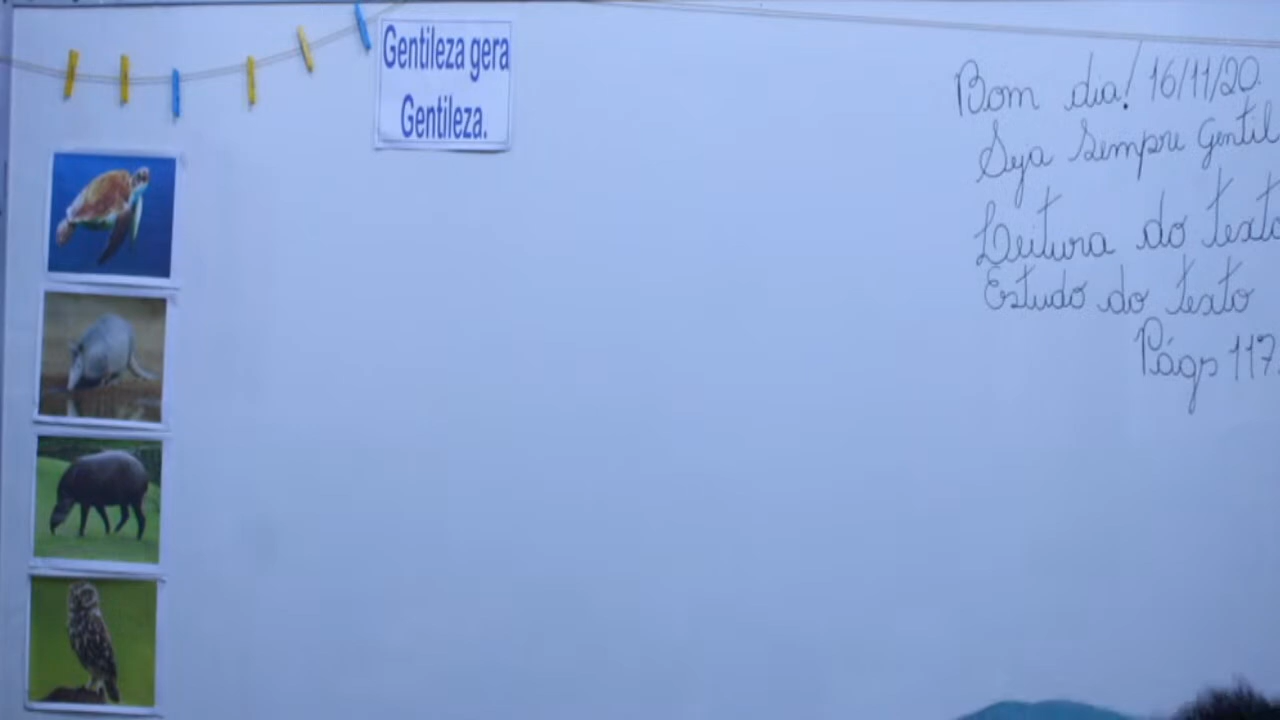 Gentileza gera
Gentileza.
Bom dia! 16/11/20.
Seja sempre gentil
Leitura do texto
Estudo do texto
Págs 117